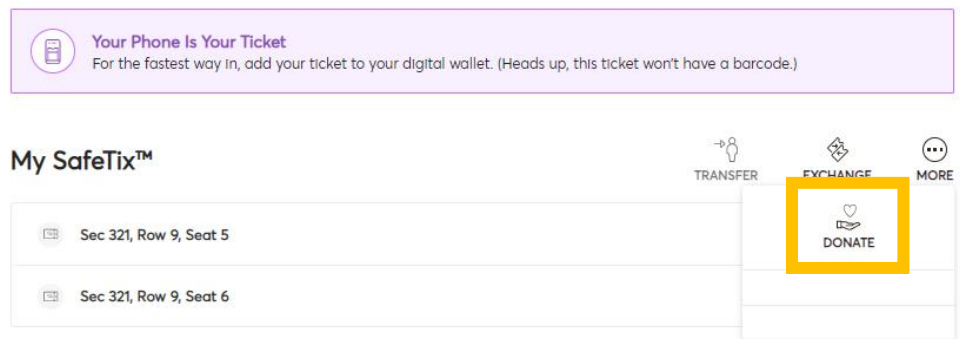 Your Phone Is Your Ticket
For the fastest way in, add your ticket to your digital wallet. (Heads up, this ticket won't have a barcode.)
My SafeTix™
TRANSFER
EXCHANGE
MORE
Sec 321, Row 9, Seat 5
DONATE
Sec 321, Row 9, Seat 6